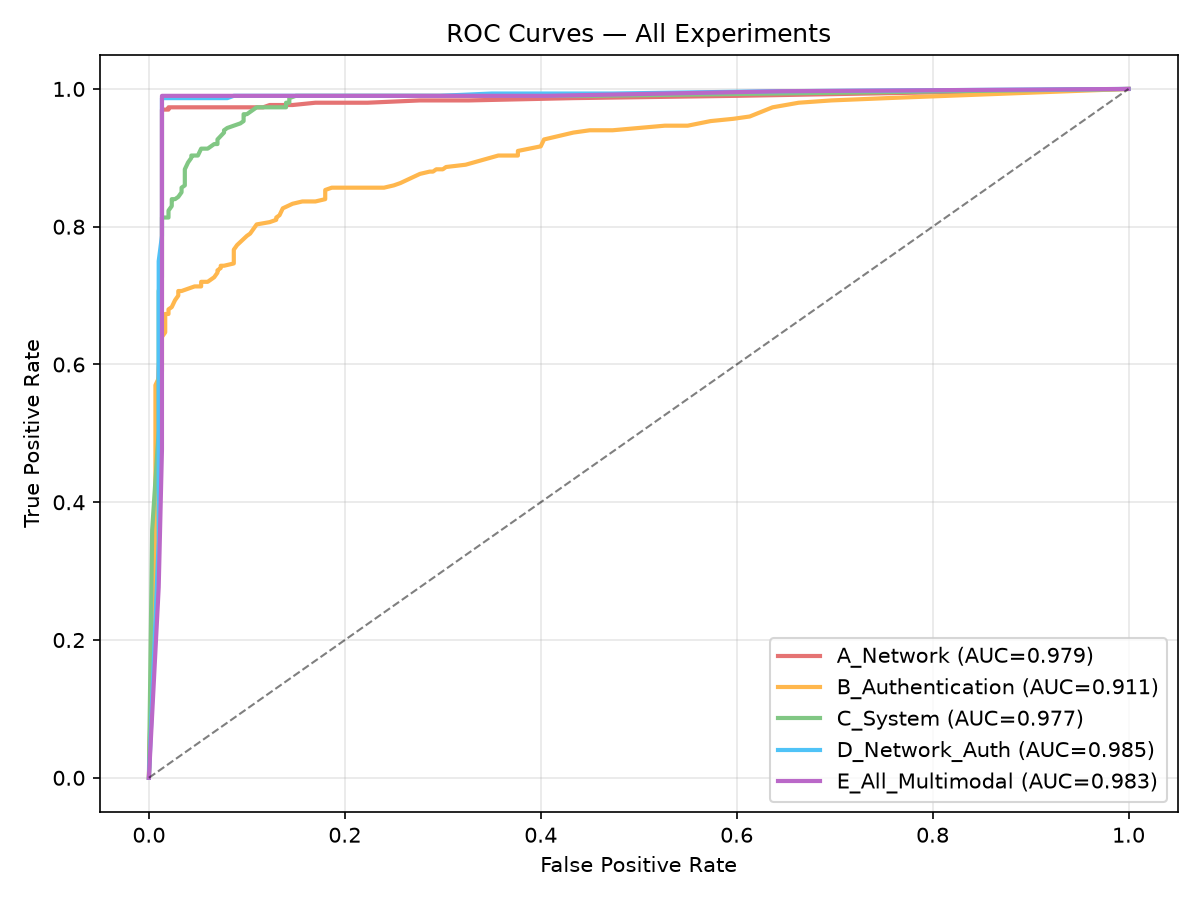 ROC Curves — All Experiments
True Positive Rate
1.0
0.8
0.6
0.4
0.2
0.0
0.0 0.2 0.4 0.6 0.8 1.0
False Positive Rate
A_Network (AUC=0.979)
B_Authentication (AUC=0.911)
C_System (AUC=0.977)
D_Network_Auth (AUC=0.985)
E_All_Multimodal (AUC=0.983)